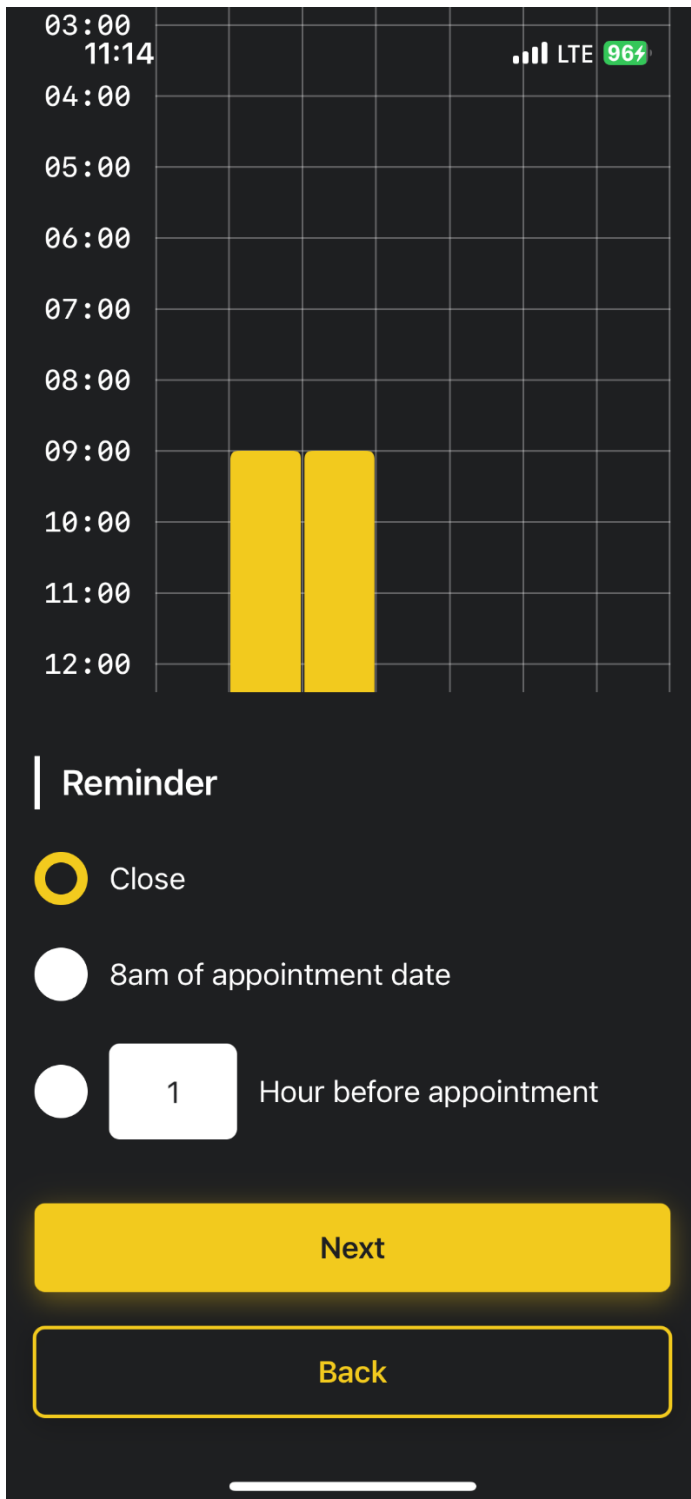 03:00
11:14 LTE 96
04:00
05:00
06:00
07:00
08:00
09:00
10:00
11:00
12:00
Reminder
Close
8am of appointment date
1 Hour before appointment
Next
Back